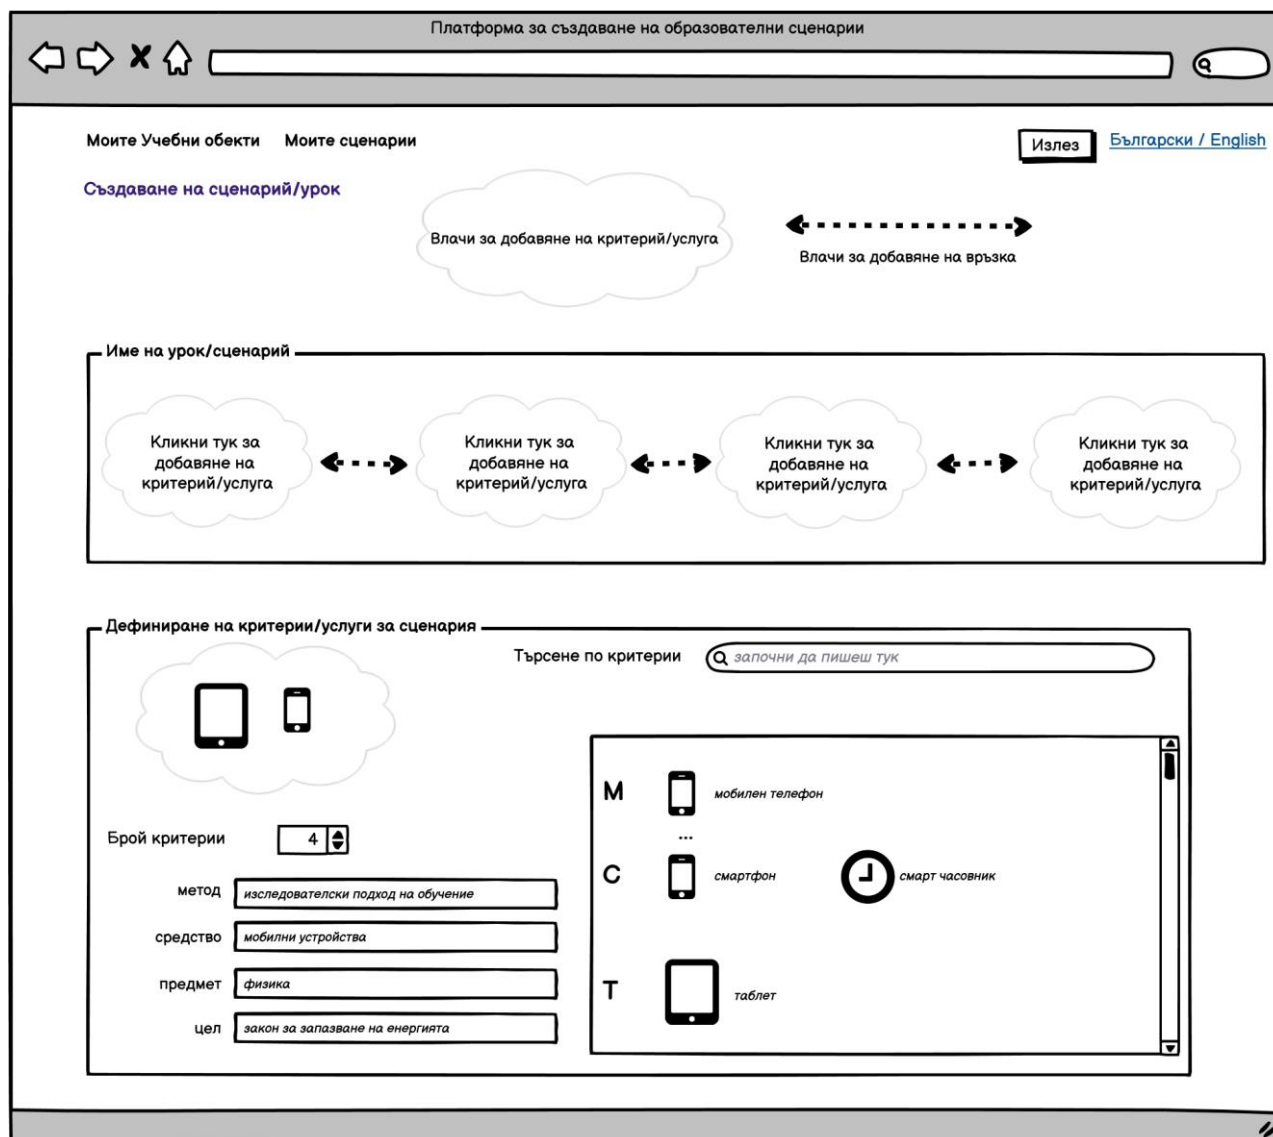 Платформа за създаване на образователни сценарии
Моите Учебни обекти Моите сценарии
Излез
Български / English
Създаване на сценарий/урок
Влачи за добавяне на критерий/услуга
Влачи за добавяне на връзка
Име на урок/сценарий
Кликни тук за
добавяне на
критерий/услуга
Кликни тук за
добавяне на
критерий/услуга
Кликни тук за
добавяне на
критерий/услуга
Кликни тук за
добавяне на
критерий/услуга
Дефиниране на критерии/услуги за сценария
Търсене по критерии
започни да пишеш тук
Брой критерии 4
метод изследователски подход на обучение
средство мобилни устройства
предмет физика
цел закон за запазване на енергията
М мобилен телефон
...
С смартфон смарт часовник
Т таблет